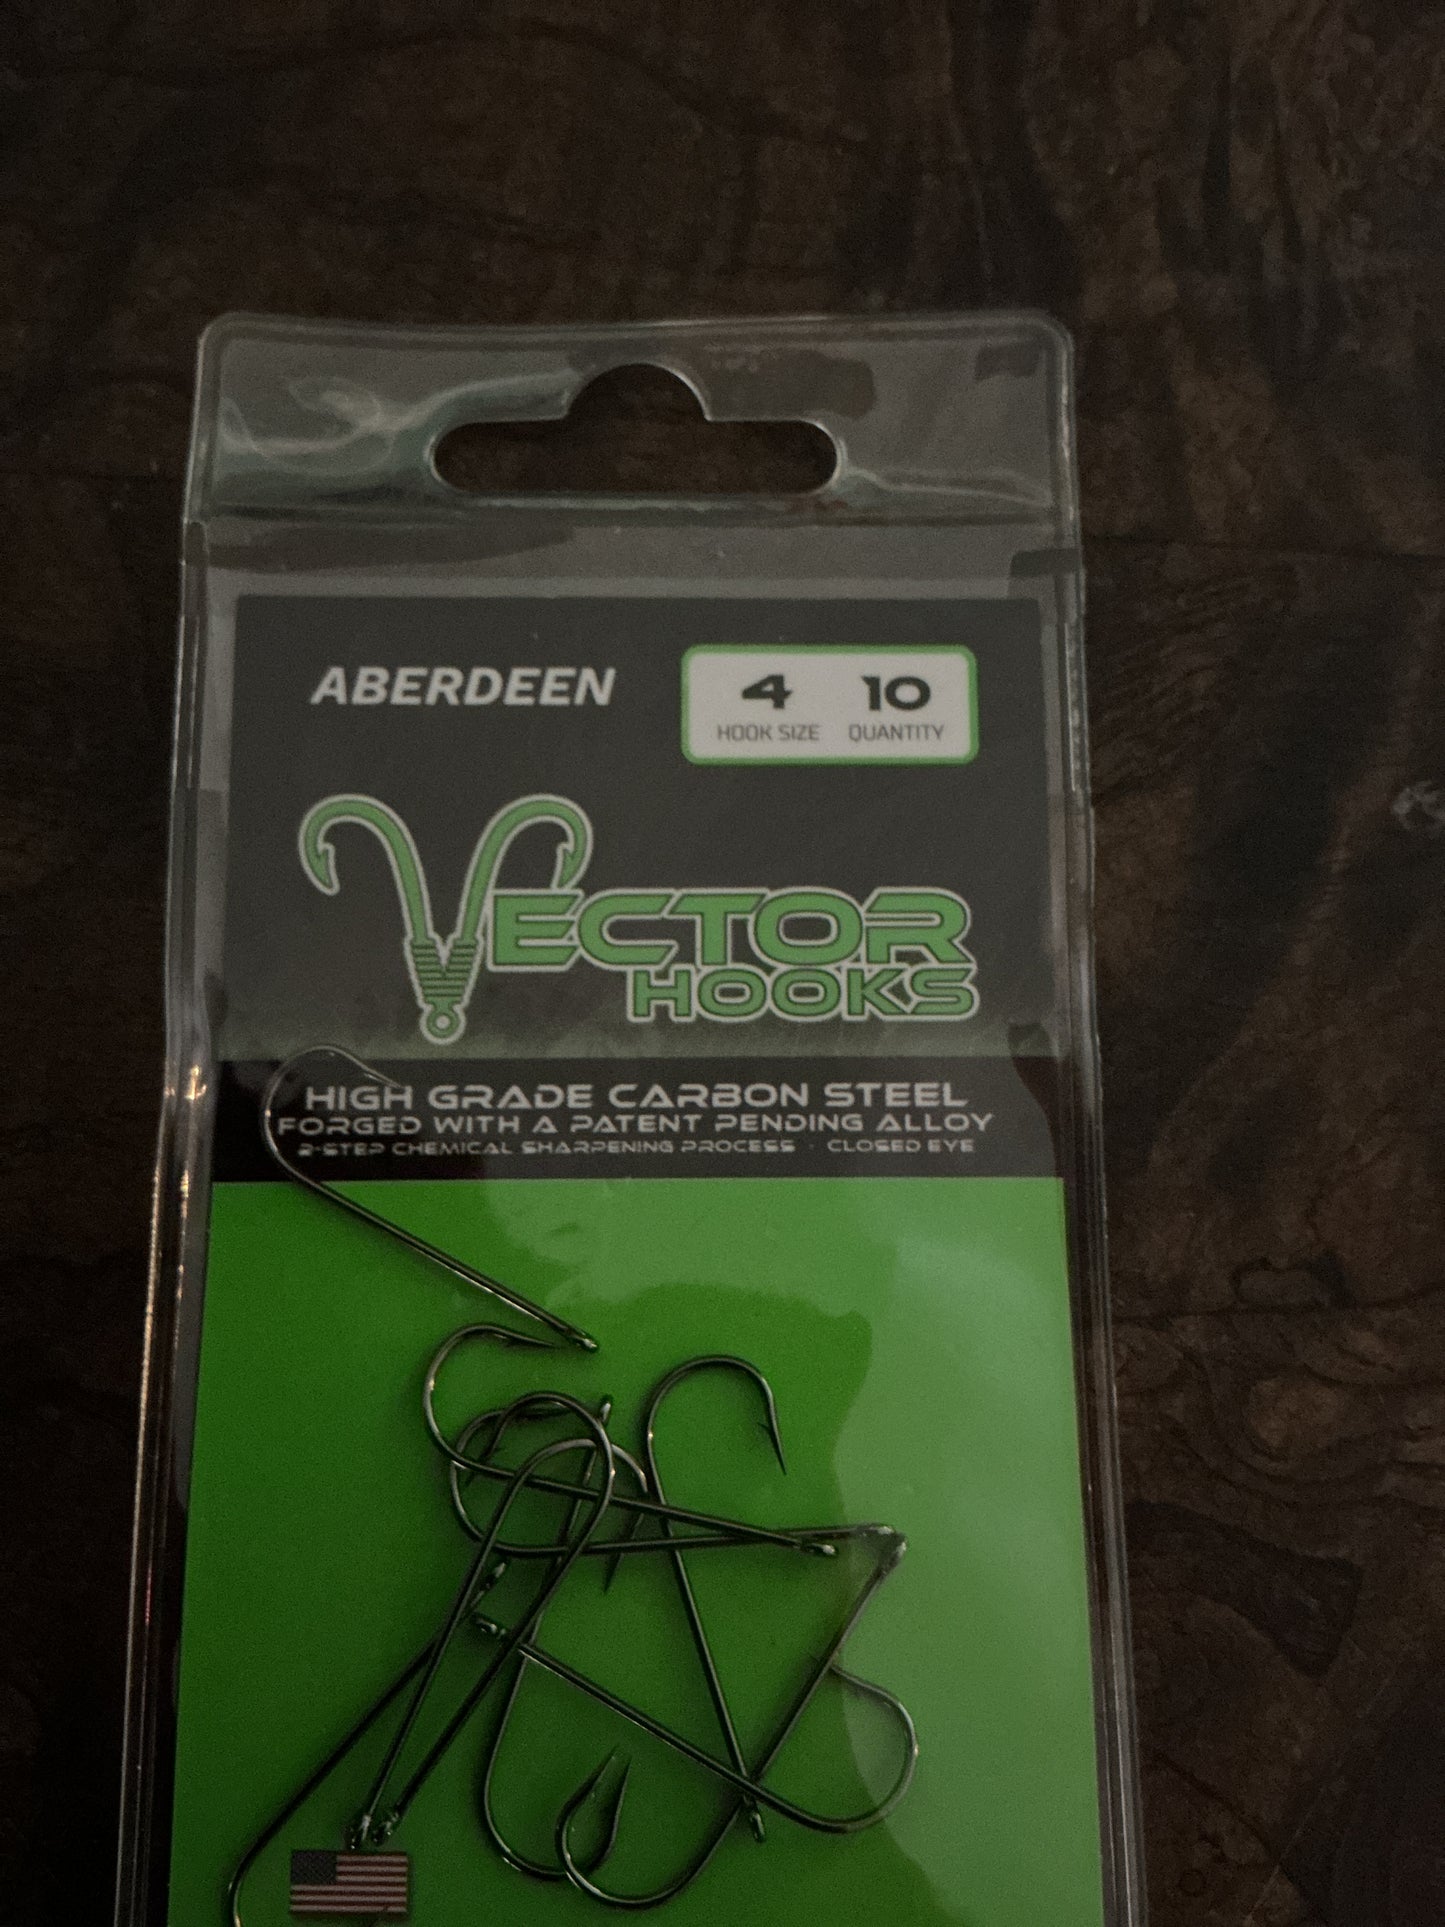 ABERDEEN
4 10
HOOK SIZE QUANTITY
VECTOR
HOOKS
HIGH GRADE CARBON STEEL
FORGED WITH A PATENT PENDING ALLOY
2-STEP CHEMICAL SHARPENING PROCESS · CLOSED EYE